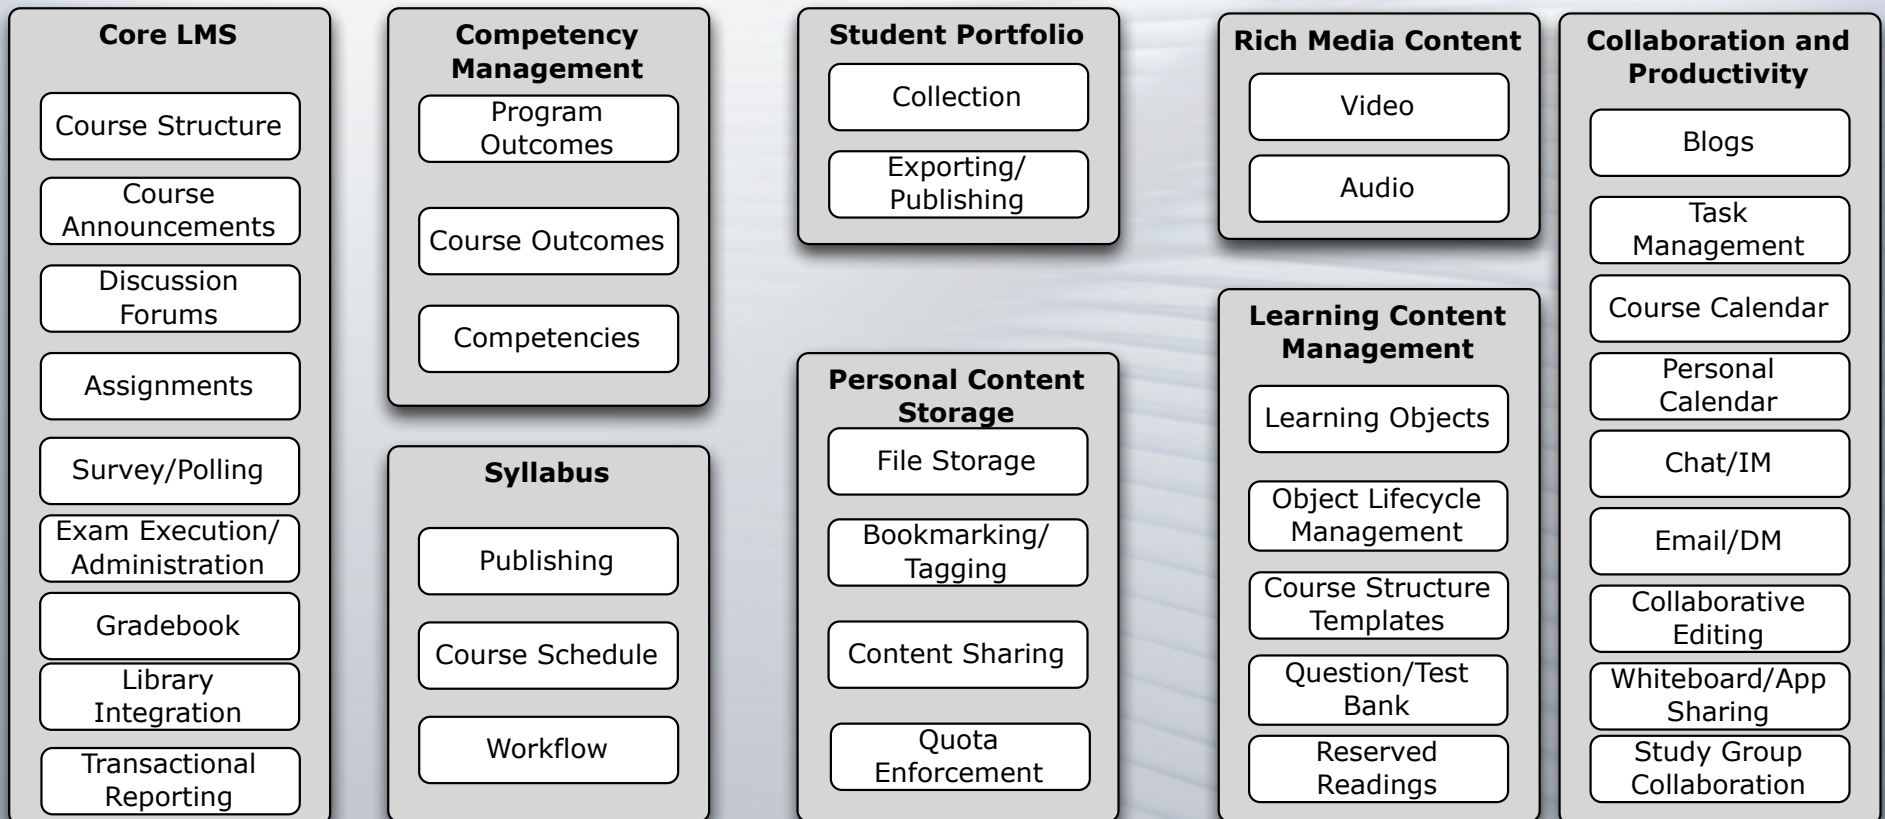 Core LMS
Course Structure
Course
Announcements
Discussion
Forums
Assignments
Survey/Polling
Exam Execution/
Administration
Gradebook
Library
Integration
Transactional
Reporting
Competency
Management
Program
Outcomes
Course Outcomes
Competencies
Syllabus
Publishing
Course Schedule
Workflow
Student Portfolio
Collection
Exporting/
Publishing
Personal Content
Storage
File Storage
Bookmarking/
Tagging
Content Sharing
Quota
Enforcement
Rich Media Content
Video
Audio
Learning Content
Management
Learning Objects
Object Lifecycle
Management
Course Structure
Templates
Question/Test
Bank
Reserved
Readings
Collaboration and
Productivity
Blogs
Task
Management
Course Calendar
Personal
Calendar
Chat/IM
Email/DM
Collaborative
Editing
Whiteboard/App
Sharing
Study Group
Collaboration